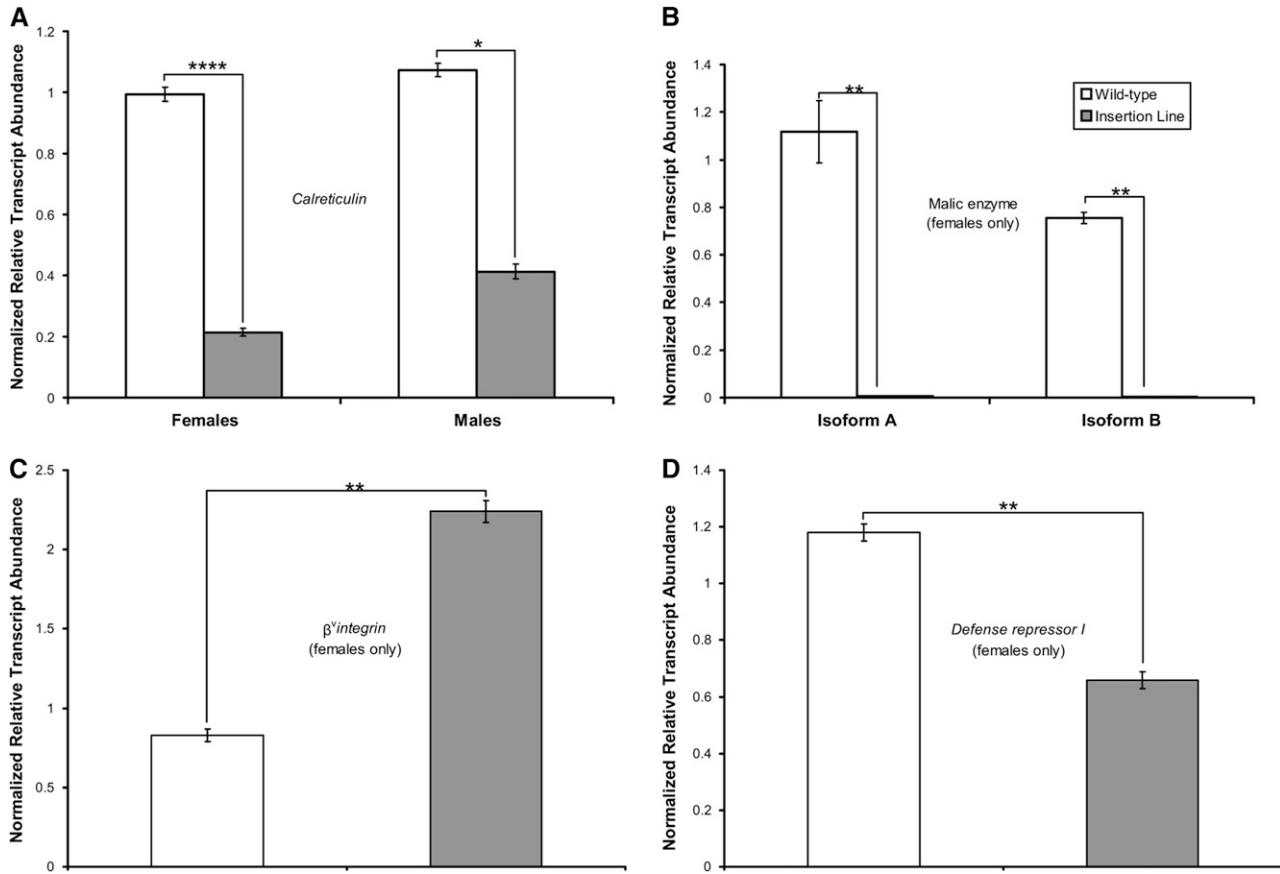 A
Normalized Relative Transcript Abundance
1.2
1
0.8
0.6
0.4
0.2
0
****
*
Calreticulin
Females
Males
B
Normalized Relative Transcript Abundance
1.4
1.2
1
0.8
0.6
0.4
0.2
0
**
**
Wild-type
Insertion Line
Malic enzyme
(females only)
Isoform A
Isoform B
C
Normalized Relative Transcript Abundance
2.5
2
1.5
1
0.5
0
**
βᵛintegrin
(females only)
D
Normalized Relative Transcript Abundance
1.4
1.2
1
0.8
0.6
0.4
0.2
0
**
Defense repressor I
(females only)